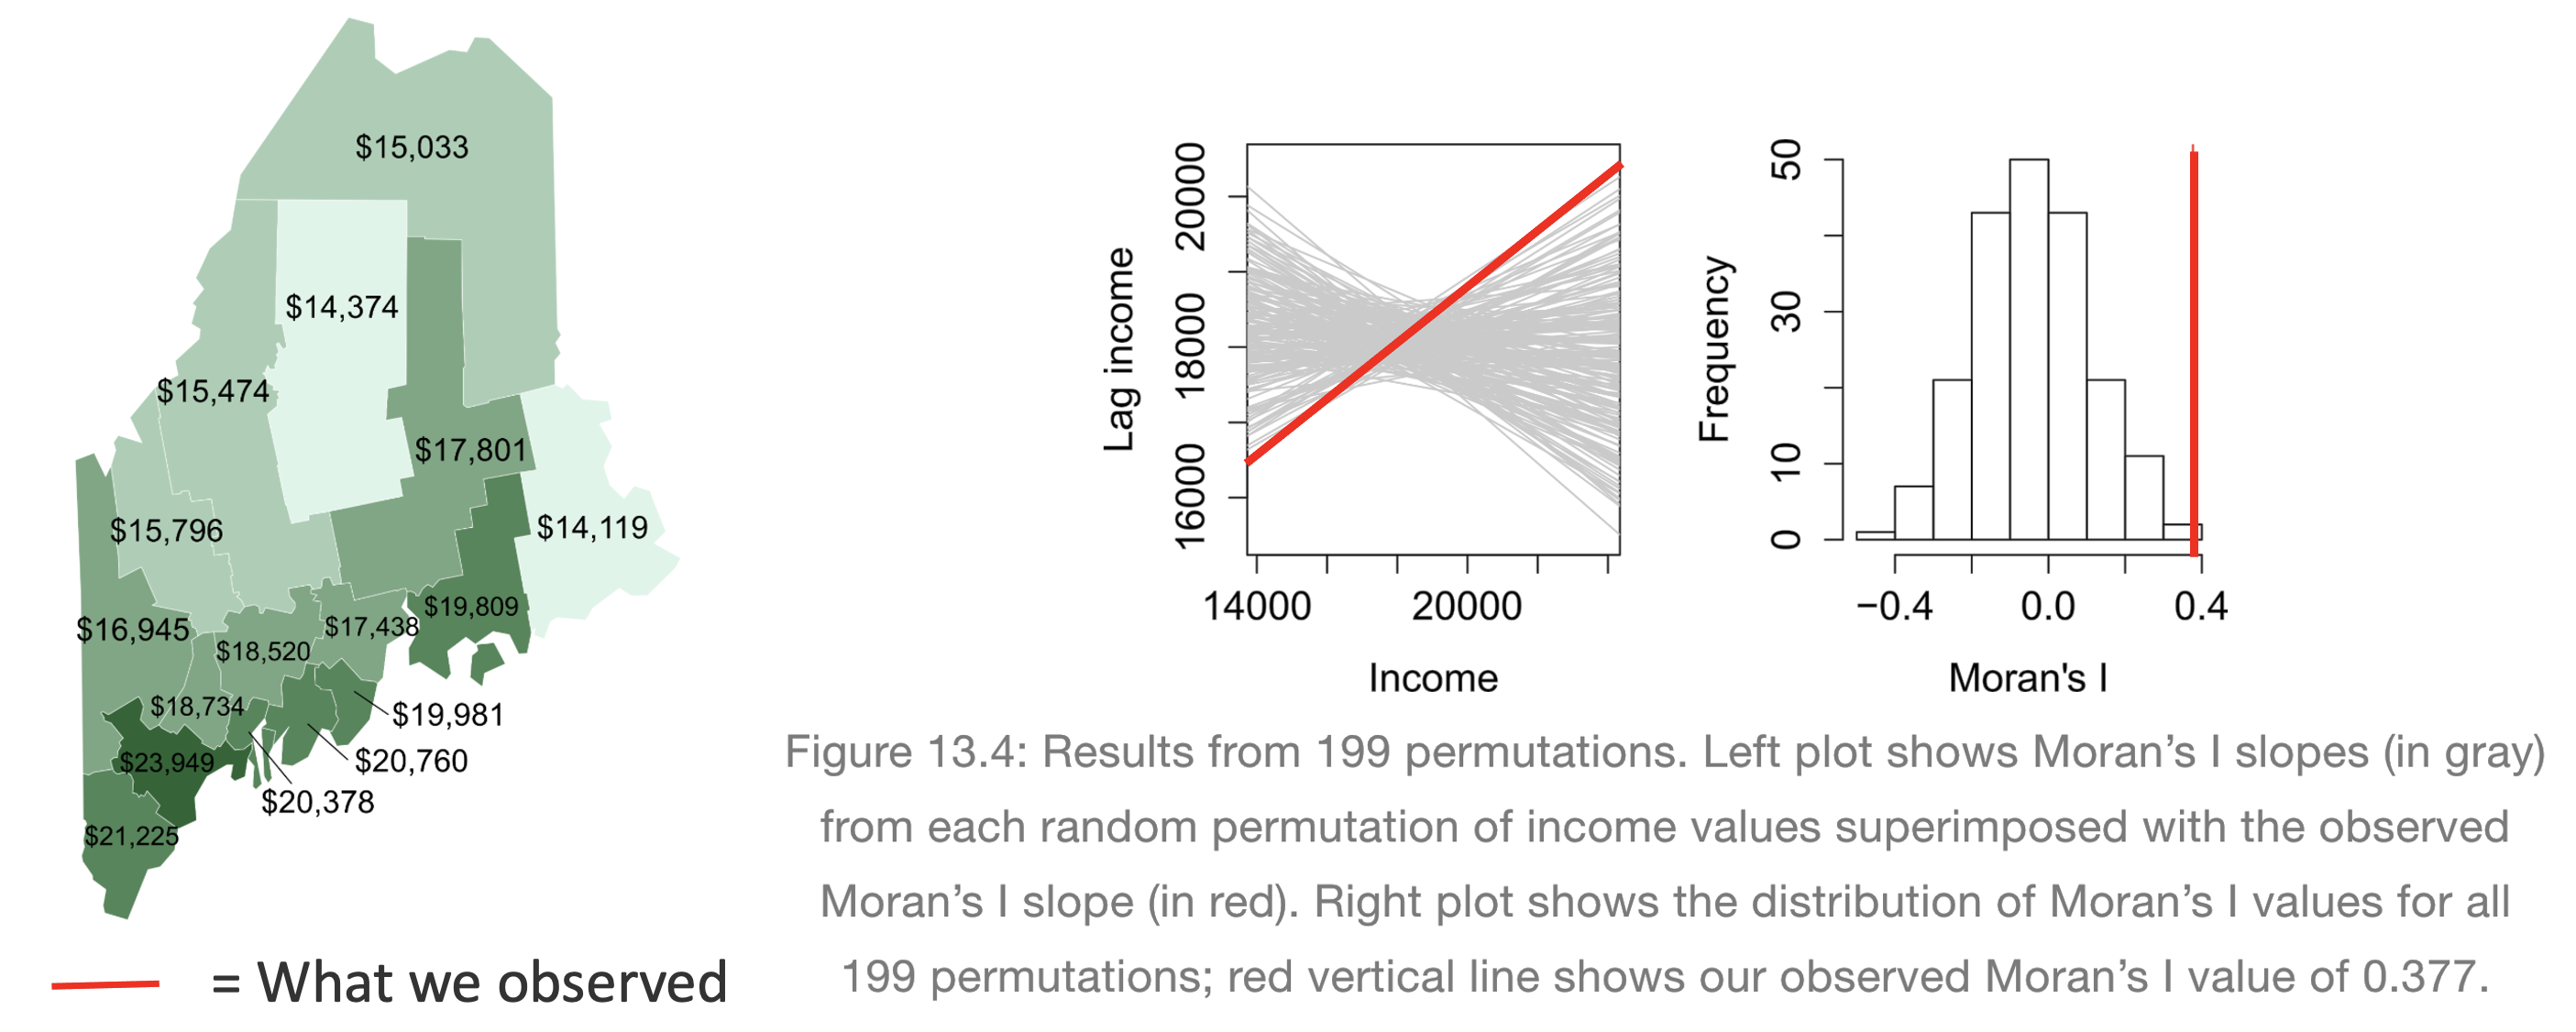 $15,033
$14,374
$15,474
$17,801
$15,796
$14,119
$19,809
$16,945
$17,438
$18,520
$18,734
$19,981
$23,949
$20,760
$20,378
$21,225
= What we observed
Lag income
16000 18000 20000
14000 20000
Income
Frequency
0 10 30 50
−0.4 0.0 0.4
Moran's I
Figure 13.4: Results from 199 permutations. Left plot shows Moran’s I slopes (in gray)
from each random permutation of income values superimposed with the observed
Moran’s I slope (in red). Right plot shows the distribution of Moran’s I values for all
199 permutations; red vertical line shows our observed Moran’s I value of 0.377.